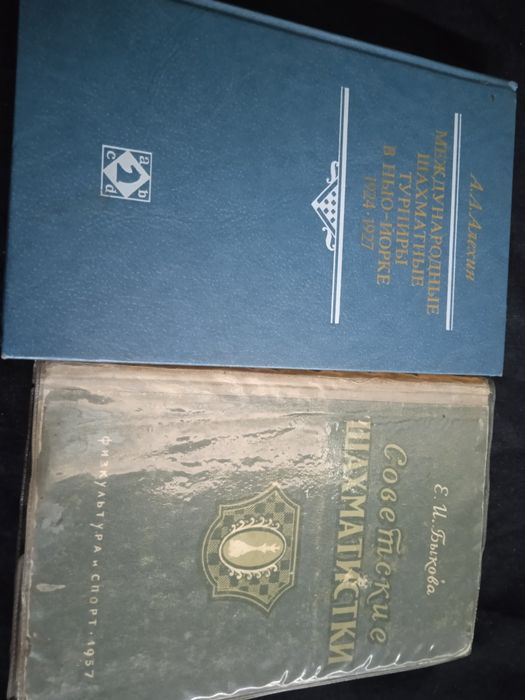 А.А.Алехин
МЕЖДУНАРОДНЫЕ
ШАХМАТНЫЕ
ТУРНИРЫ
В НЬЮ-ЙОРКЕ
1924 · 1927
a b
c d
Е. И. Быкова
Советские
ШАХМАТИСТКИ
ФИЗКУЛЬТУРА И СПОРТ · 1957